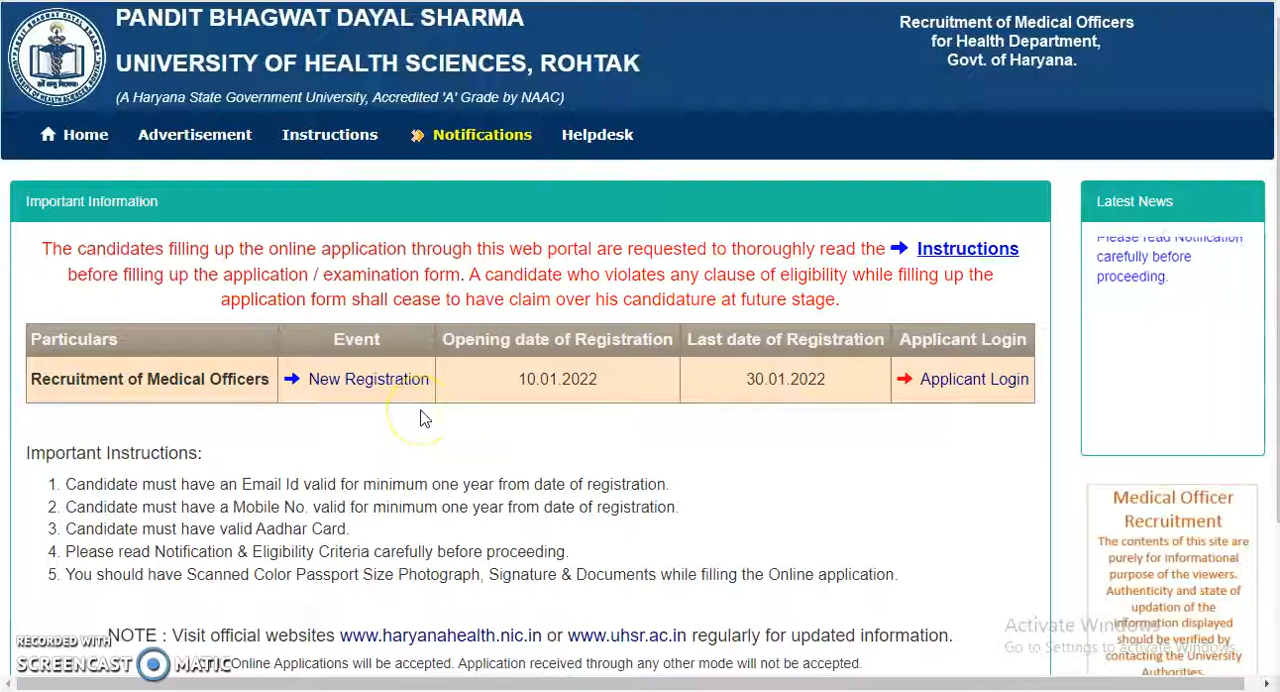 PANDIT BHAGWAT DAYAL SHARMA
UNIVERSITY OF HEALTH SCIENCES, ROHTAK
(A Haryana State Government University, Accredited 'A' Grade by NAAC)
Recruitment of Medical Officers
for Health Department,
Govt. of Haryana.
Home Advertisement Instructions Notifications Helpdesk
Important Information
The candidates filling up the online application through this web portal are requested to thoroughly read the Instructions
before filling up the application / examination form. A candidate who violates any clause of eligibility while filling up the
application form shall cease to have claim over his candidature at future stage.
Particulars Event Opening date of Registration Last date of Registration Applicant Login
Recruitment of Medical Officers New Registration 10.01.2022 30.01.2022 Applicant Login
Important Instructions:
1. Candidate must have an Email Id valid for minimum one year from date of registration.
2. Candidate must have a Mobile No. valid for minimum one year from date of registration.
3. Candidate must have valid Aadhar Card.
4. Please read Notification & Eligibility Criteria carefully before proceeding.
5. You should have Scanned Color Passport Size Photograph, Signature & Documents while filling the Online application.
NOTE : Visit official websites www.haryanahealth.nic.in or www.uhsr.ac.in regularly for updated information.
Online Applications will be accepted. Application received through any other mode will not be accepted.
Latest News
Please read Notification
carefully before
proceeding.
Medical Officer
Recruitment
The contents of this site are
purely for informational
purpose of the viewers.
Authenticity and state of
updation of the
information displayed
should be verified by
contacting the University
Authorities.
Activate Windows
Go to Settings to activate Windows.
RECORDED WITH
SCREENCAST MATIC